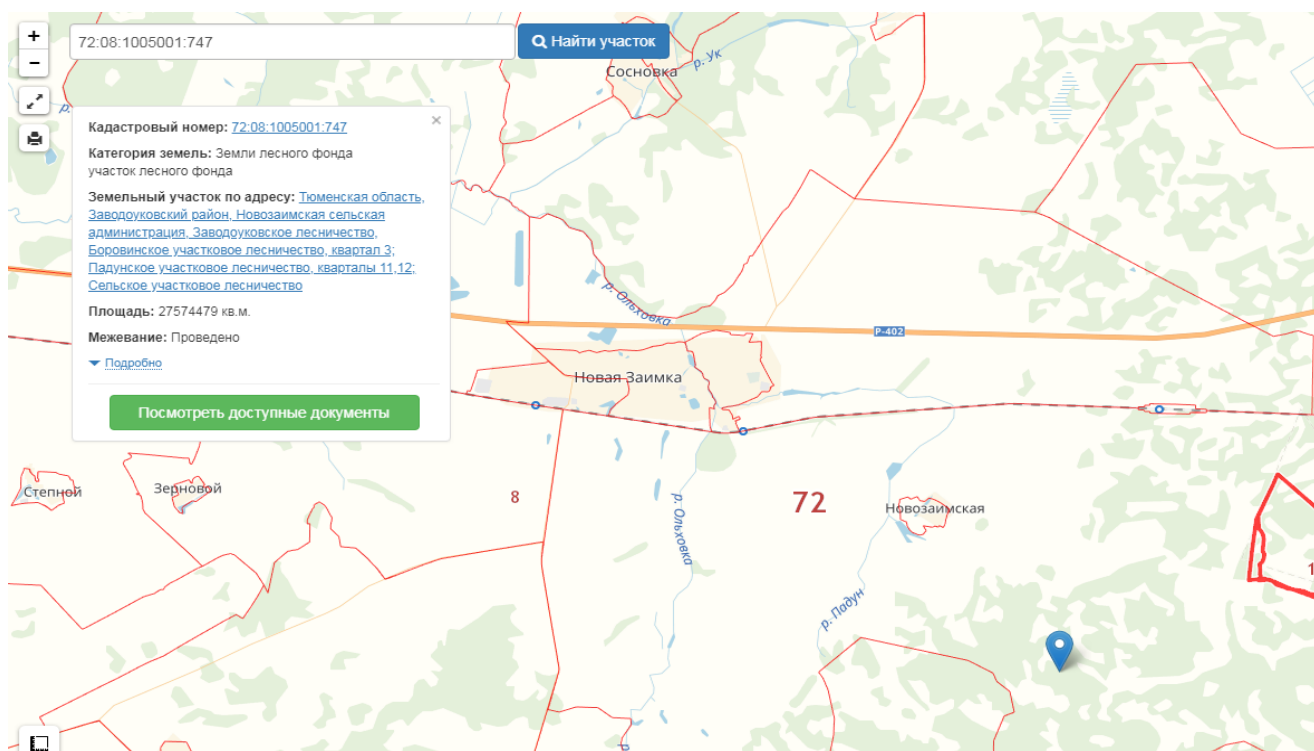 +
72:08:1005001:747
Найти участок
−
р. Ук
Сосновка
р.
Кадастровый номер: 72:08:1005001:747
×
Категория земель: Земли лесного фонда
участок лесного фонда
Земельный участок по адресу: Тюменская область,
Заводоуковский район, Новозаимская сельская
администрация, Заводоуковское лесничество,
Боровинское участковое лесничество, квартал 3;
Падунское участковое лесничество, кварталы 11,12;
Сельское участковое лесничество
Площадь: 27574479 кв.м.
Межевание: Проведено
Подробно
Посмотреть доступные документы
р. Ольховка
Р-402
Новая Заимка
Степной
Зерновой
8
р. Ольховка
72
Новозаимская
1
р. Падун
р.